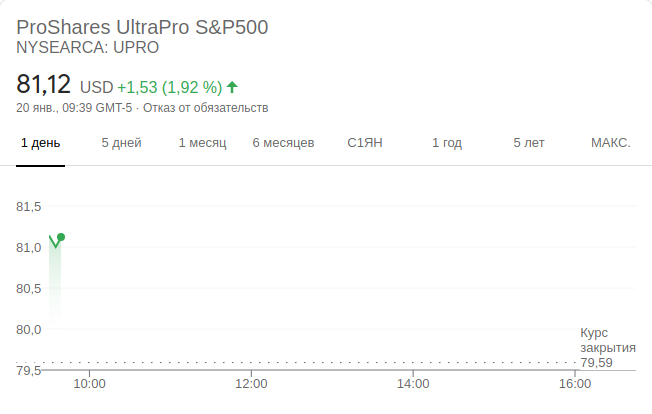 ProShares UltraPro S&P500
NYSEARCA: UPRO
81,12 USD +1,53 (1,92 %)
20 янв., 09:39 GMT-5 · Отказ от обязательств
1 день 5 дней 1 месяц 6 месяцев С1ЯН 1 год 5 лет МАКС.
81,5
81,0
80,5
80,0
79,5
Курс
закрытия
79,59
10:00 12:00 14:00 16:00